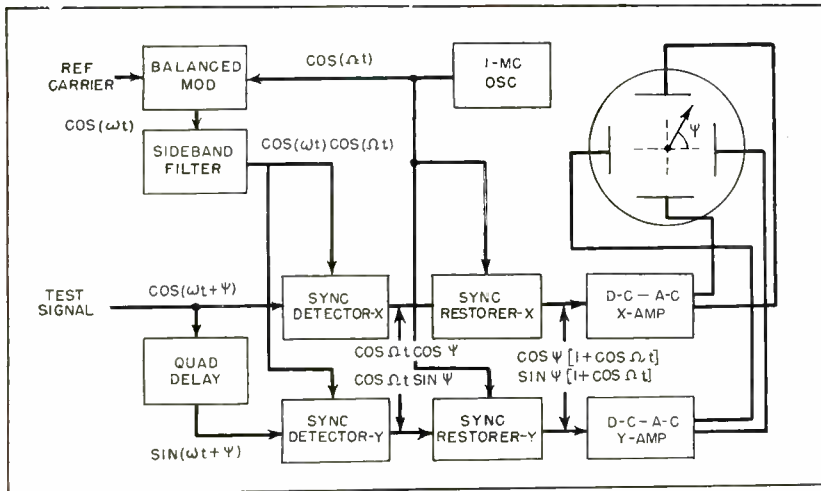 REF
CARRIER
BALANCED
MOD
COS(Ωt)
1-MC
OSC
COS(ωt)
SIDEBAND
FILTER
COS(ωt) COS(Ωt)
Ψ
TEST
SIGNAL
COS(ωt+Ψ)
SYNC
DETECTOR-X
SYNC
RESTORER-X
D-C-A-C
X-AMP
QUAD
DELAY
COS Ωt COS Ψ
COS Ωt SIN Ψ
COS Ψ [1+COS Ωt]
SIN Ψ [1+COS Ωt]
SIN(ωt+Ψ)
SYNC
DETECTOR-Y
SYNC
RESTORER-Y
D-C-A-C
Y-AMP